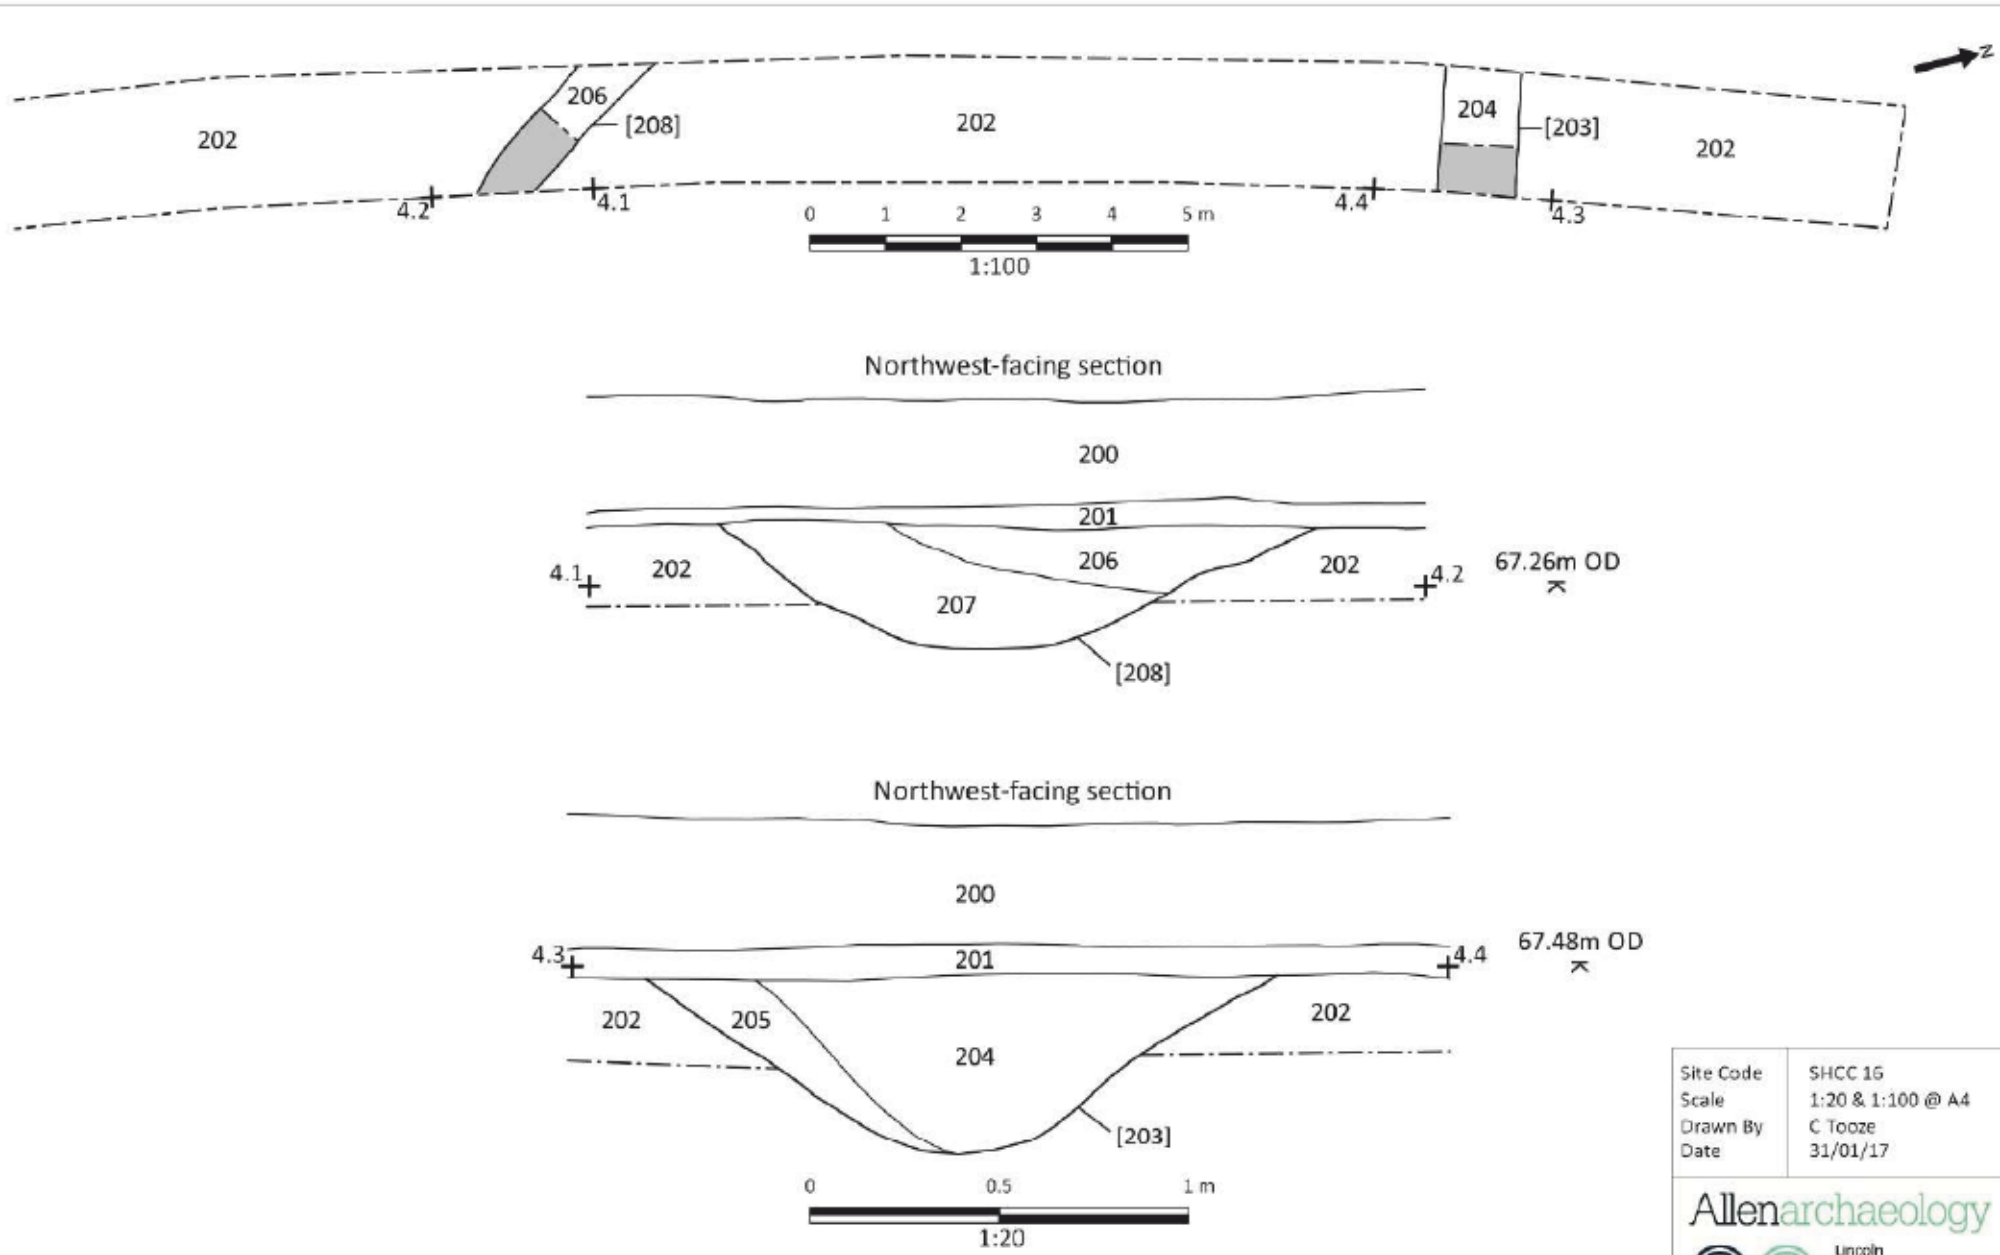 N
206
204
[208]
[203]
202
202
202
4.2
4.1
4.4
4.3
0 1 2 3 4 5 m
1:100
Northwest-facing section
200
201
206
4.1
202
202
4.2
67.26m OD
207
[208]
Northwest-facing section
200
4.3
201
4.4
67.48m OD
202
205
202
204
[203]
0 0.5 1 m
1:20
Site Code SHCC 16
Scale 1:20 & 1:100 @ A4
Drawn By C Tooze
Date 31/01/17
Allenarchaeology
Lincoln